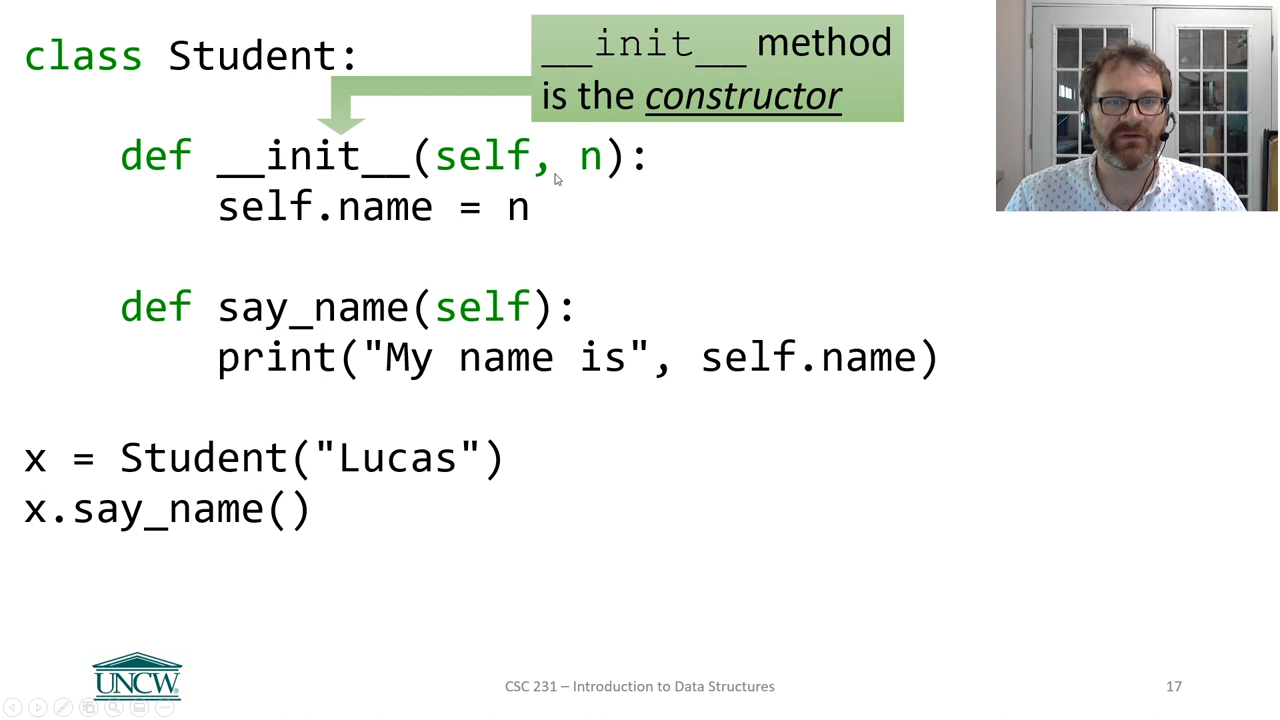 class Student:
__init__ method
is the constructor
def __init__(self, n):
self.name = n
def say_name(self):
print("My name is", self.name)
x = Student("Lucas")
x.say_name()
UNCW®
CSC 231 – Introduction to Data Structures
17